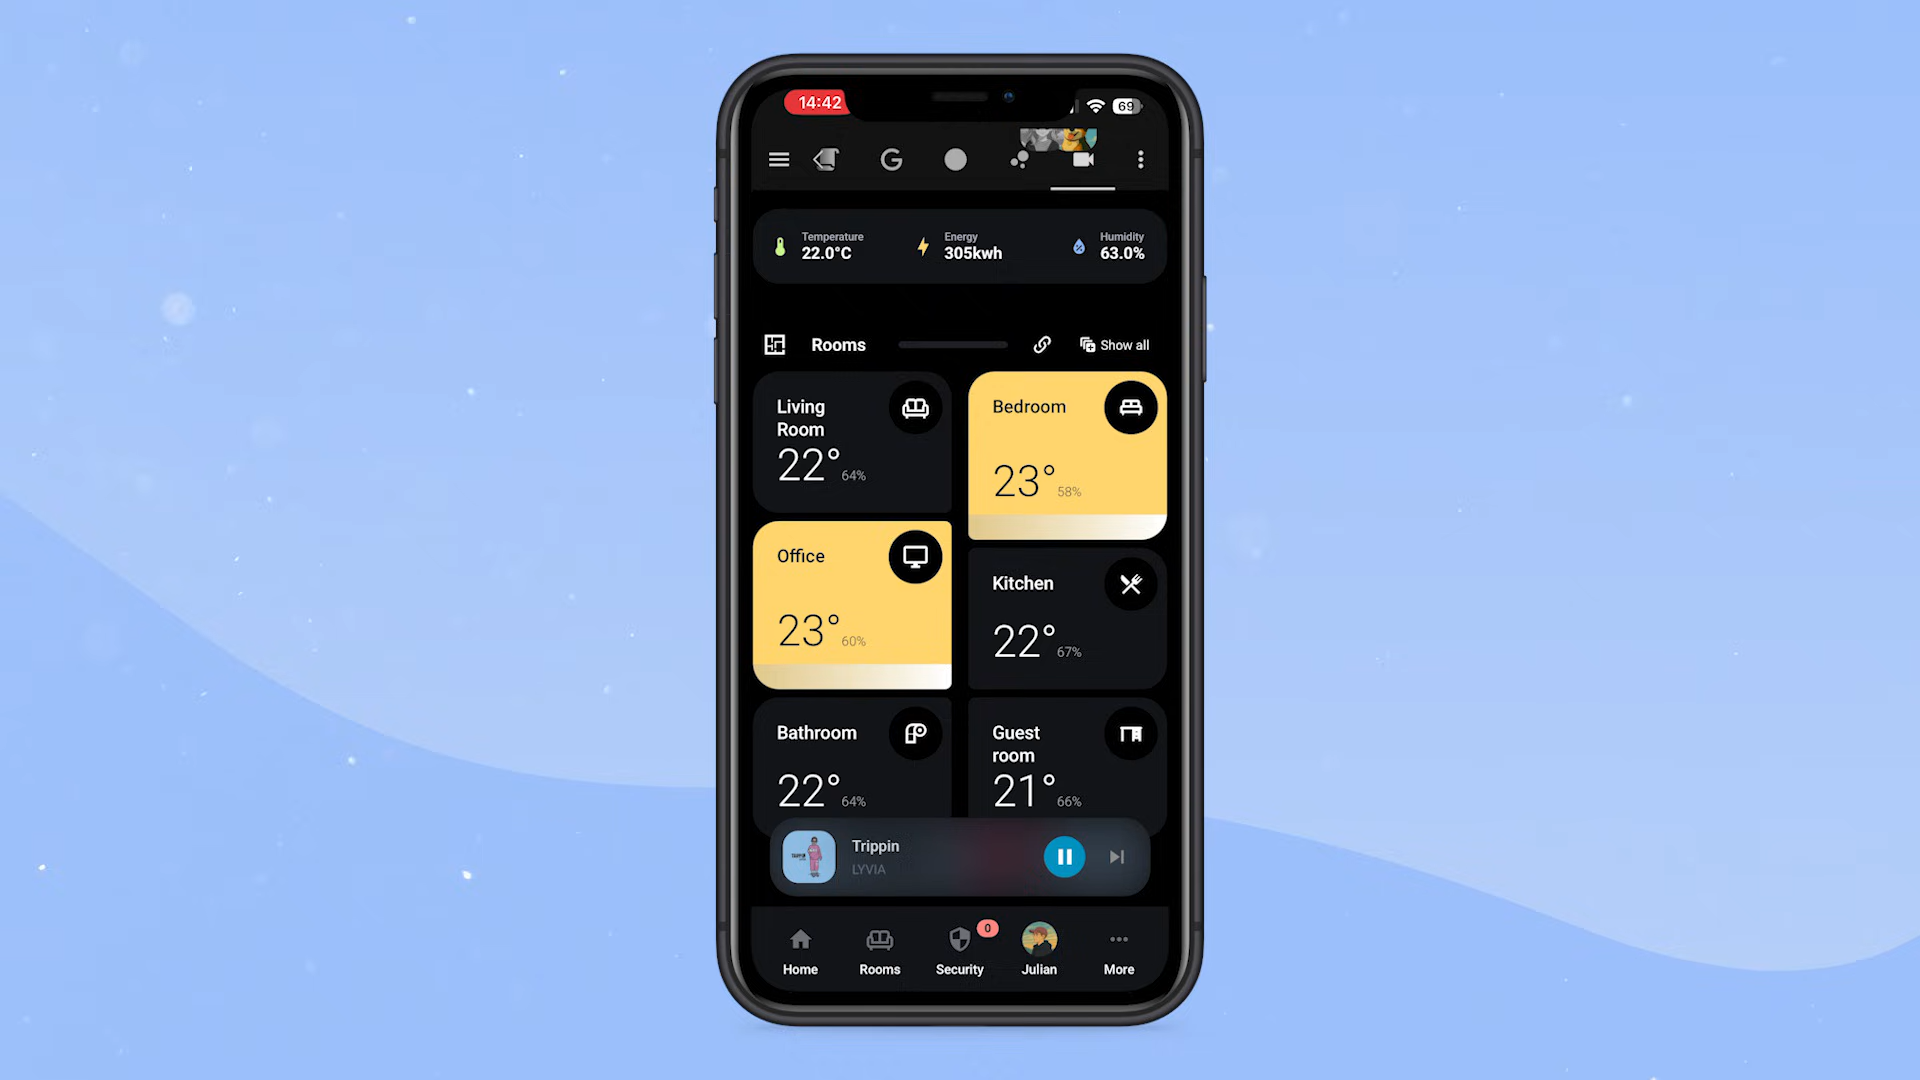 14:42
69
G
Temperature
22.0°C
Energy
305kwh
Humidity
63.0%
Rooms
Show all
Living
Room
22° 64%
Bedroom
23° 58%
Office
23° 60%
Kitchen
22° 67%
Bathroom
22° 64%
Guest
room
21° 66%
Trippin
LYVIA
0
Home
Rooms
Security
Julian
More